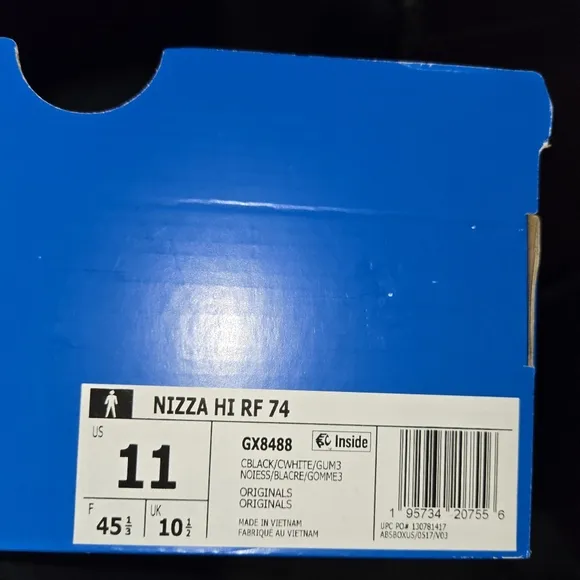 NIZZA HI RF 74
US
11
F
45 1/3
UK
10 1/2
GX8488
Inside
CBLACK/CWHITE/GUM3
NOIESS/BLACRE/GOMME3
ORIGINALS
ORIGINALS
MADE IN VIETNAM
FABRIQUÉ AU VIETNAM
1 95734 20755 6
UPC PO# 130781417
ABSBOXUS/0517/V03